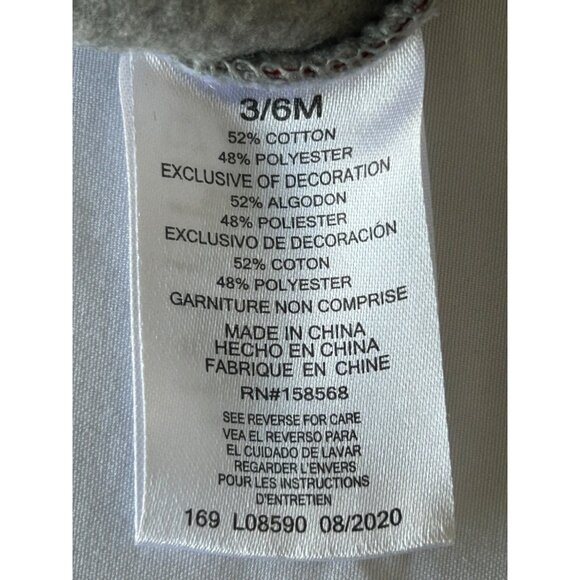 3/6M
52% COTTON
48% POLYESTER
EXCLUSIVE OF DECORATION
52% ALGODON
48% POLIESTER
EXCLUSIVO DE DECORACIÓN
52% COTON
48% POLYESTER
GARNITURE NON COMPRISE
MADE IN CHINA
HECHO EN CHINA
FABRIQUE EN CHINE
RN#158568
SEE REVERSE FOR CARE
VEA EL REVERSO PARA
EL CUIDADO DE LAVAR
REGARDER L'ENVERS
POUR LES INSTRUCTIONS
D'ENTRETIEN
169 L08590 08/2020